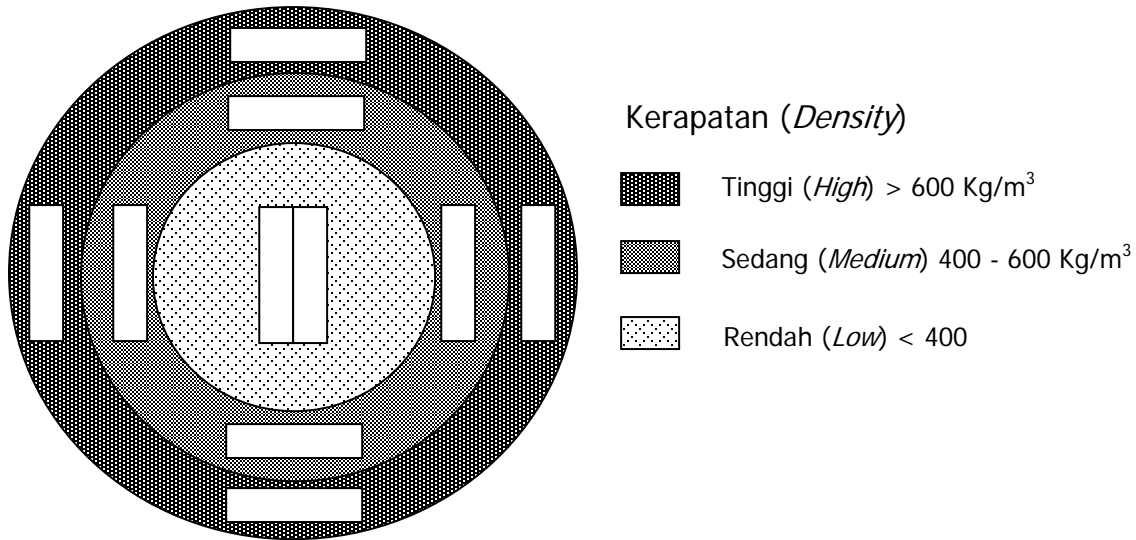 Kerapatan (Density)
Tinggi (High) > 600 Kg/m³
Sedang (Medium) 400 - 600 Kg/m³
Rendah (Low) < 400